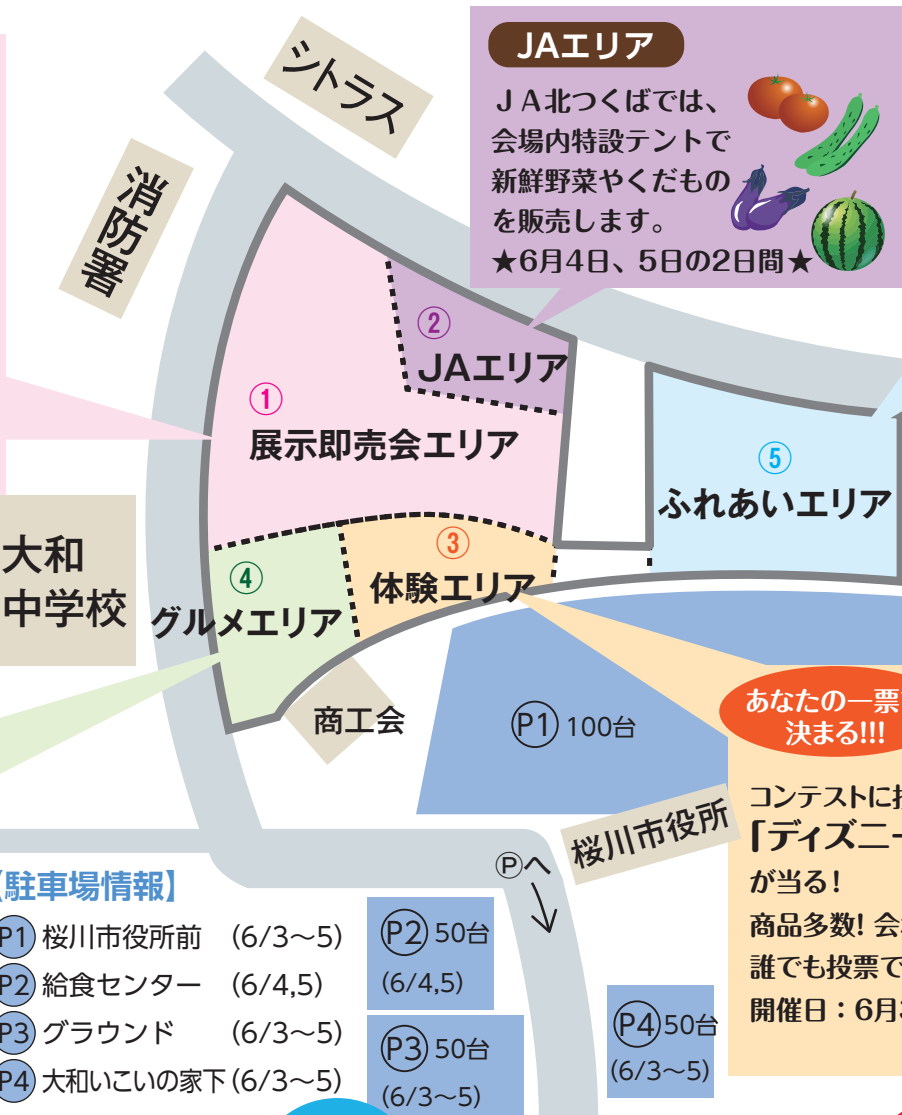 シトラス
消防署
JAエリア
ＪＡ北つくばでは、
会場内特設テントで
新鮮野菜やくだもの
を販売します。
★6月4日、5日の2日間★
②
JAエリア
①
展示即売会エリア
⑤
ふれあいエリア
③
体験エリア
④
グルメエリア
大和
中学校
商工会
P1 100台
桜川市役所
あなたの一票
決まる!!!
コンテストに
「ディズニー
が当る！
商品多数! 会
誰でも投票で
開催日：6月
Ⓟへ
【駐車場情報】
P1 桜川市役所前 (6/3〜5)
P2 給食センター (6/4,5)
P3 グラウンド (6/3〜5)
P4 大和いこいの家下 (6/3〜5)
P2 50台
(6/4,5)
P3 50台
(6/3〜5)
P4 50台
(6/3〜5)